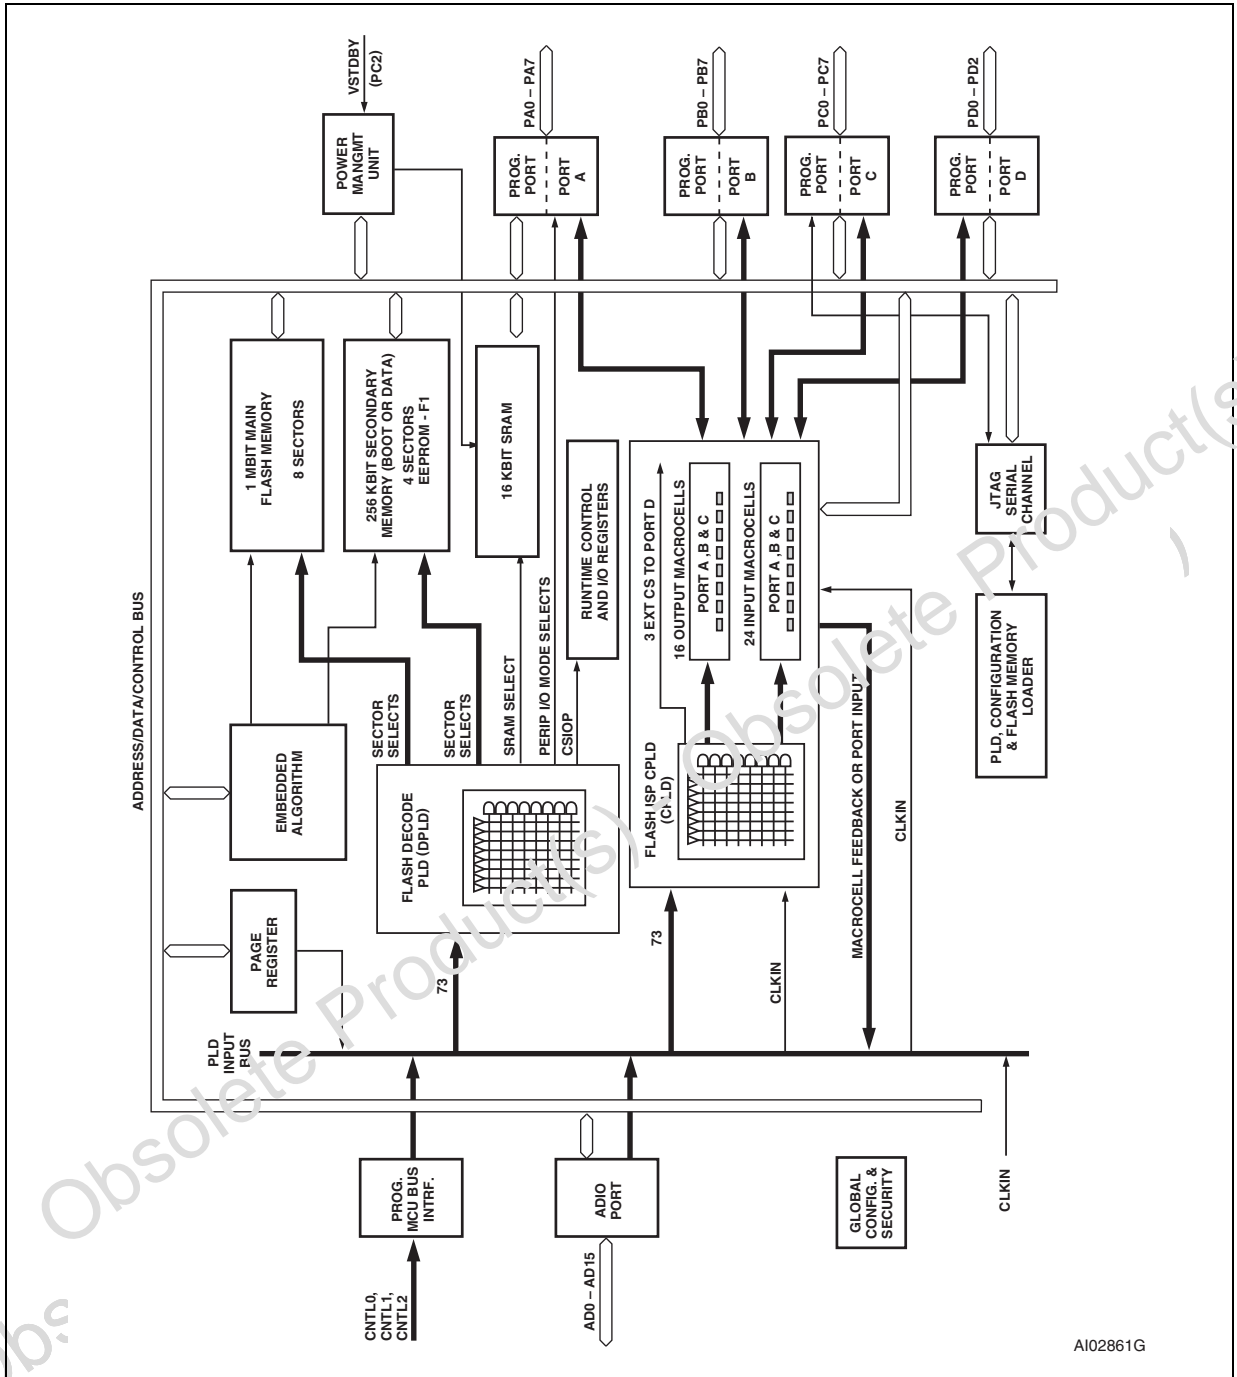 VSTDBY
(PC2)
PA0 – PA7
PB0 – PB7
PC0 – PC7
PD0 – PD2
POWER
MANGMT
UNIT
PROG.
PORT
PORT
A
PROG.
PORT
PORT
B
PROG.
PORT
PORT
C
PROG.
PORT
PORT
D
ADDRESS/DATA/CONTROL BUS
1 MBIT MAIN
FLASH MEMORY
8 SECTORS
256 KBIT SECONDARY
MEMORY (BOOT OR DATA)
4 SECTORS
EEPROM - F1
16 KBIT SRAM
RUNTIME CONTROL
AND I/O REGISTERS
3 EXT CS TO PORT D
16 OUTPUT MACROCELLS
PORT A ,B & C
24 INPUT MACROCELLS
PORT A ,B & C
JTAG
SERIAL
CHANNEL
PLD, CONFIGURATION
& FLASH MEMORY
LOADER
EMBEDDED
ALGORITHM
SECTOR
SELECTS
SECTOR
SELECTS
SRAM SELECT
PERIP I/O MODE SELECTS
CSIOP
FLASH DECODE
PLD (DPLD)
FLASH ISP CPLD
(CPLD)
MACROCELL FEEDBACK OR PORT INPUT
CLKIN
PAGE
REGISTER
73
73
CLKIN
PLD
INPUT
BUS
PROG.
MCU BUS
INTRF.
ADIO
PORT
GLOBAL
CONFIG. &
SECURITY
CLKIN
CNTL0,
CNTL1,
CNTL2
AD0 – AD15
AI02861G
Obsolete Product(s) - Obsolete Product(s)
Obs